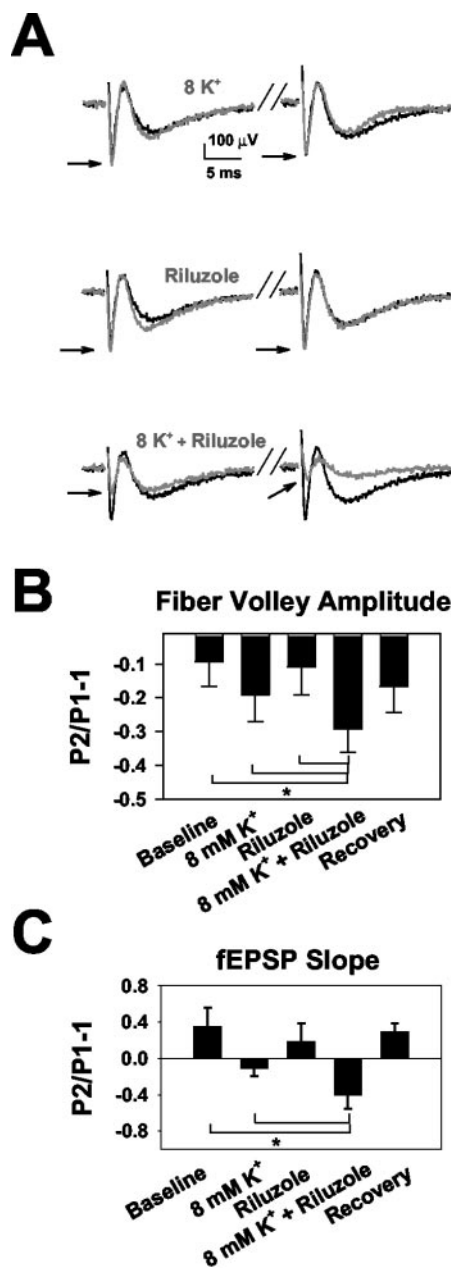 A
8 K⁺
100 μV
5 ms
Riluzole
8 K⁺ + Riluzole
B
Fiber Volley Amplitude
-0.1
-0.2
-0.3
-0.4
-0.5
P2/P1-1
*
Baseline
8 mM K⁺
Riluzole
8 mM K⁺ + Riluzole
Recovery
C
fEPSP Slope
0.8
0.4
0.0
-0.4
-0.8
P2/P1-1
*
Baseline
8 mM K⁺
Riluzole
8 mM K⁺ + Riluzole
Recovery